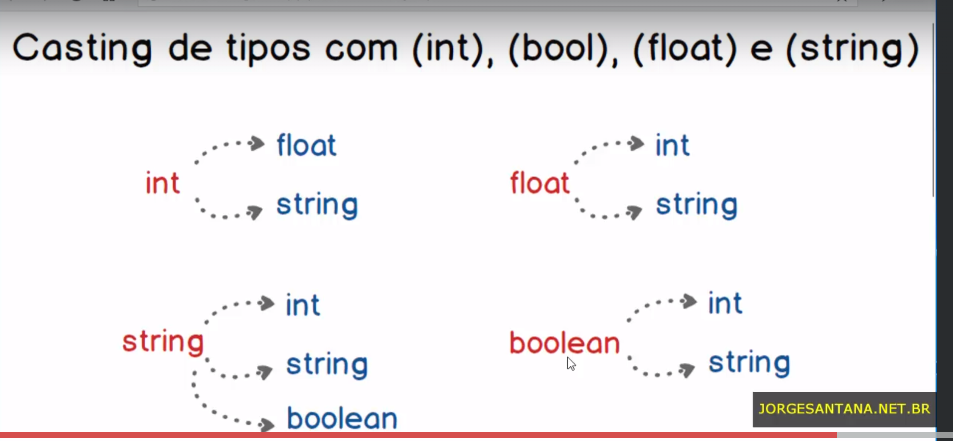 Casting de tipos com (int), (bool), (float) e (string)
float
int
string
int
float
string
int
string
string
boolean
int
boolean
string
JORGESANTANA.NET.BR